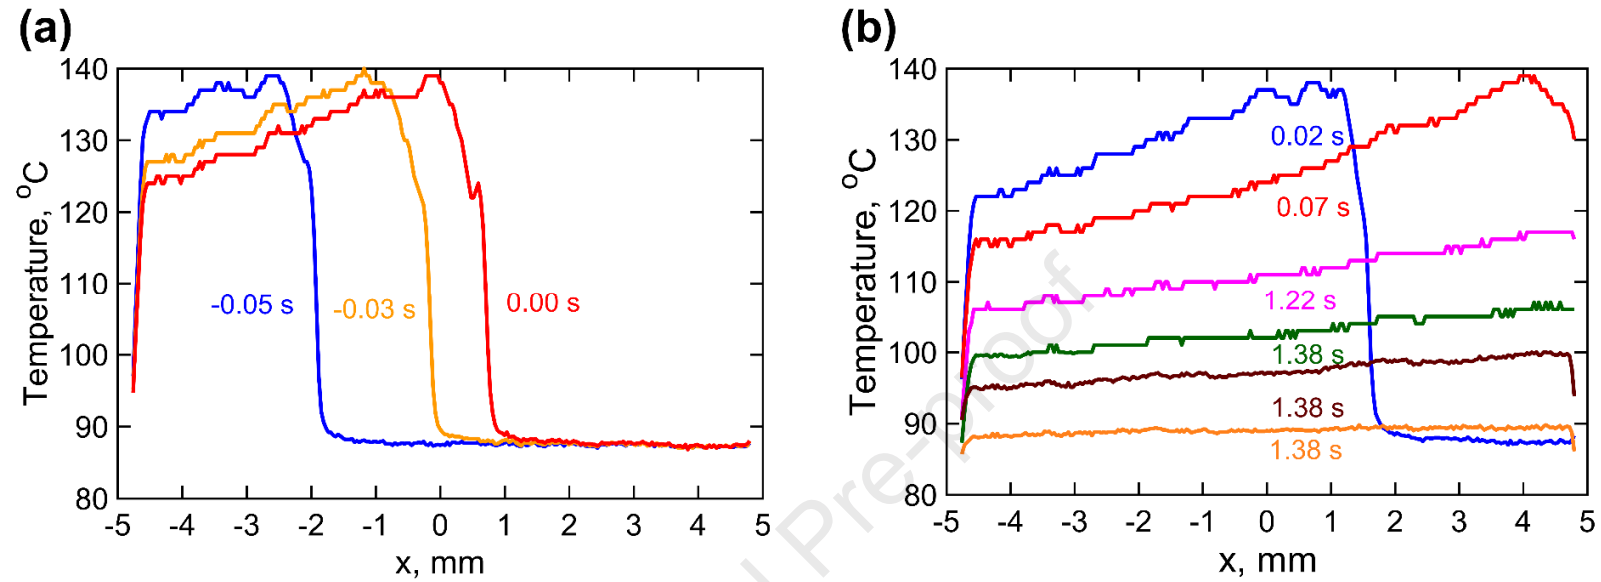 (a)
140
130
120
110
100
90
80
Temperature, °C
-0.05 s
-0.03 s
0.00 s
-5 -4 -3 -2 -1 0 1 2 3 4 5
x, mm
(b)
140
130
120
110
100
90
80
Temperature, °C
0.02 s
0.07 s
1.22 s
1.38 s
1.38 s
1.38 s
-5 -4 -3 -2 -1 0 1 2 3 4 5
x, mm
Pre-proof